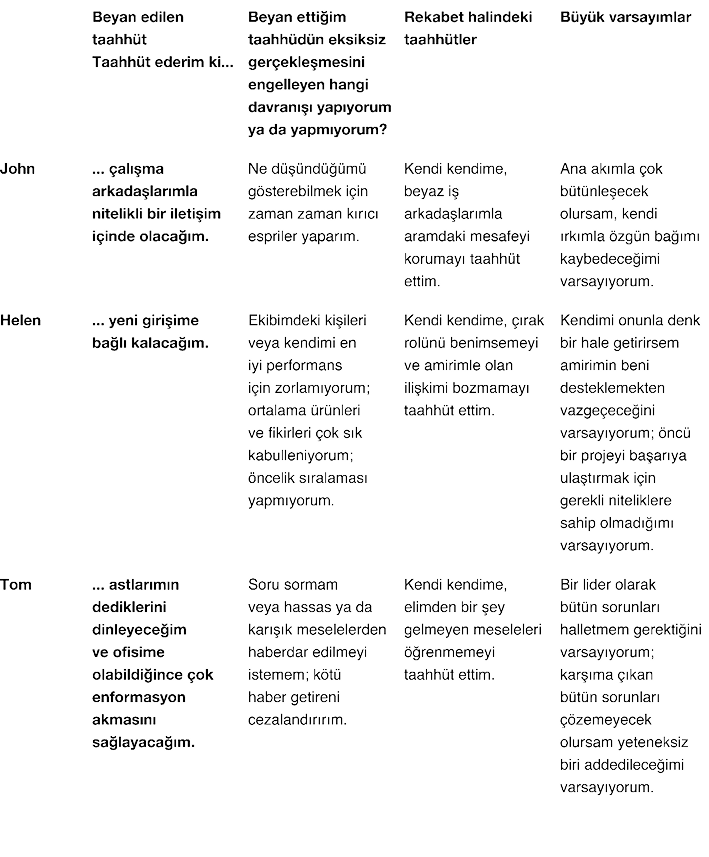 Beyan edilen
taahhüt
Taahhüt ederim ki...
Beyan ettiğim
taahhüdün eksiksiz
gerçekleşmesini
engelleyen hangi
davranışı yapıyorum
ya da yapmıyorum?
Rekabet halindeki
taahhütler
Büyük varsayımlar
John
... çalışma
arkadaşlarımla
nitelikli bir iletişim
içinde olacağım.
Ne düşündüğümü
gösterebilmek için
zaman zaman kırıcı
espriler yaparım.
Kendi kendime,
beyaz iş
arkadaşlarımla
aramdaki mesafeyi
korumayı taahhüt
ettim.
Ana akımla çok
bütünleşecek
olursam, kendi
ırkımla özgün bağımı
kaybedeceğimi
varsayıyorum.
Helen
... yeni girişime
bağlı kalacağım.
Ekibimdeki kişileri
veya kendimi en
iyi performans
için zorlamıyorum;
ortalama ürünleri
ve fikirleri çok sık
kabulleniyorum;
öncelik sıralaması
yapmıyorum.
Kendi kendime, çırak
rolünü benimsemeyi
ve amirimle olan
ilişkimi bozmamayı
taahhüt ettim.
Kendimi onunla denk
bir hale getirirsem
amirimin beni
desteklemekten
vazgeçeceğini
varsayıyorum; öncü
bir projeyi başarıya
ulaştırmak için
gerekli niteliklere
sahip olmadığımı
varsayıyorum.
Tom
... astlarımın
dediklerini
dinleyeceğim
ve ofisime
olabildiğince çok
enformasyon
akmasını
sağlayacağım.
Soru sormam
veya hassas ya da
karışık meselelerden
haberdar edilmeyi
istemem; kötü
haber getireni
cezalandırırım.
Kendi kendime,
elimden bir şey
gelmeyen meseleleri
öğrenmemeyi
taahhüt ettim.
Bir lider olarak
bütün sorunları
halletmem gerektiğini
varsayıyorum;
karşıma çıkan
bütün sorunları
çözemeyecek
olursam yeteneksiz
biri addedileceğimi
varsayıyorum.